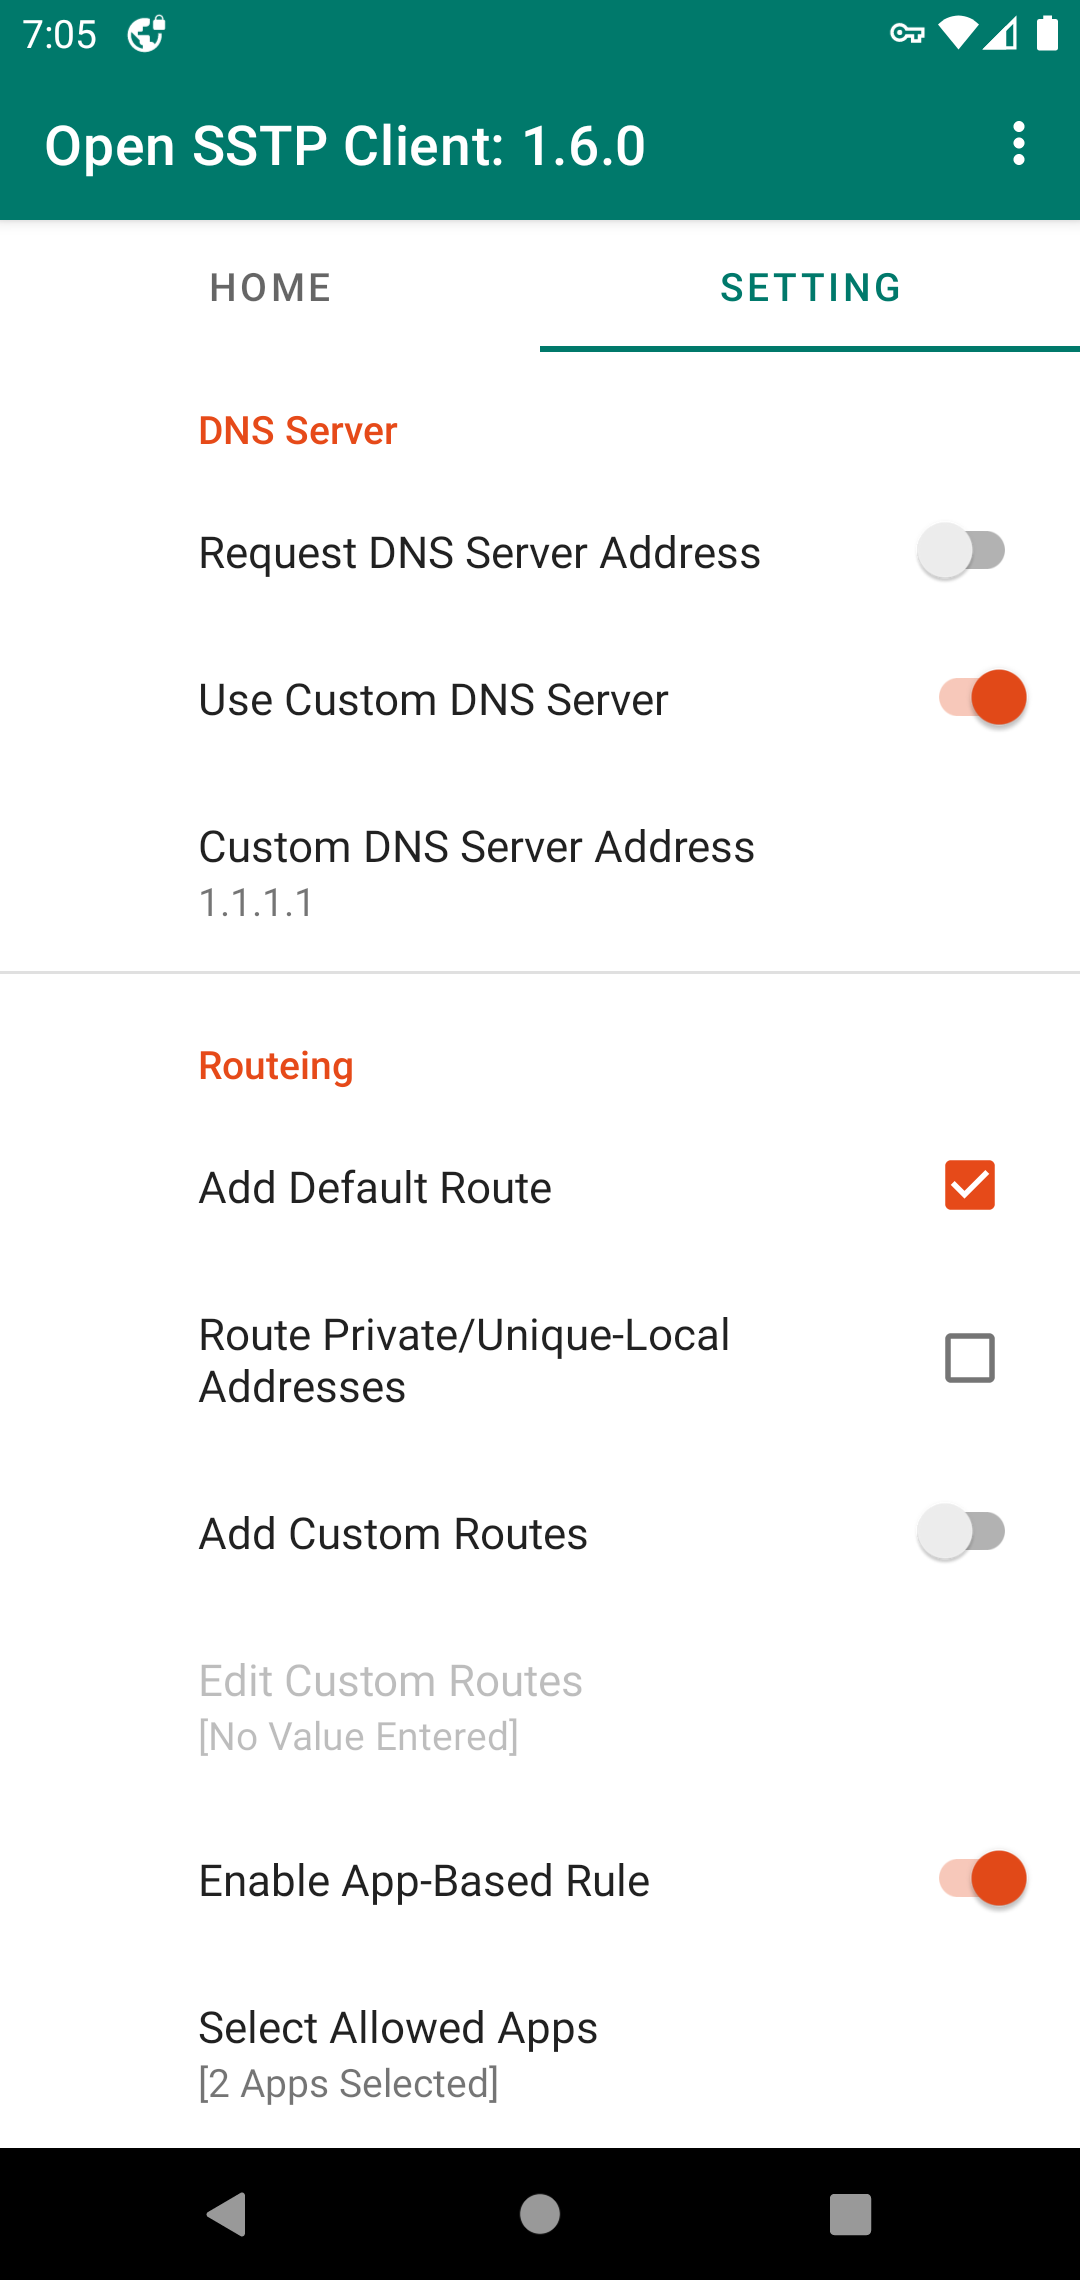 7:05
Open SSTP Client: 1.6.0
HOME
SETTING
DNS Server
Request DNS Server Address
Use Custom DNS Server
Custom DNS Server Address
1.1.1.1
Routeing
Add Default Route
Route Private/Unique-Local
Addresses
Add Custom Routes
Edit Custom Routes
[No Value Entered]
Enable App-Based Rule
Select Allowed Apps
[2 Apps Selected]